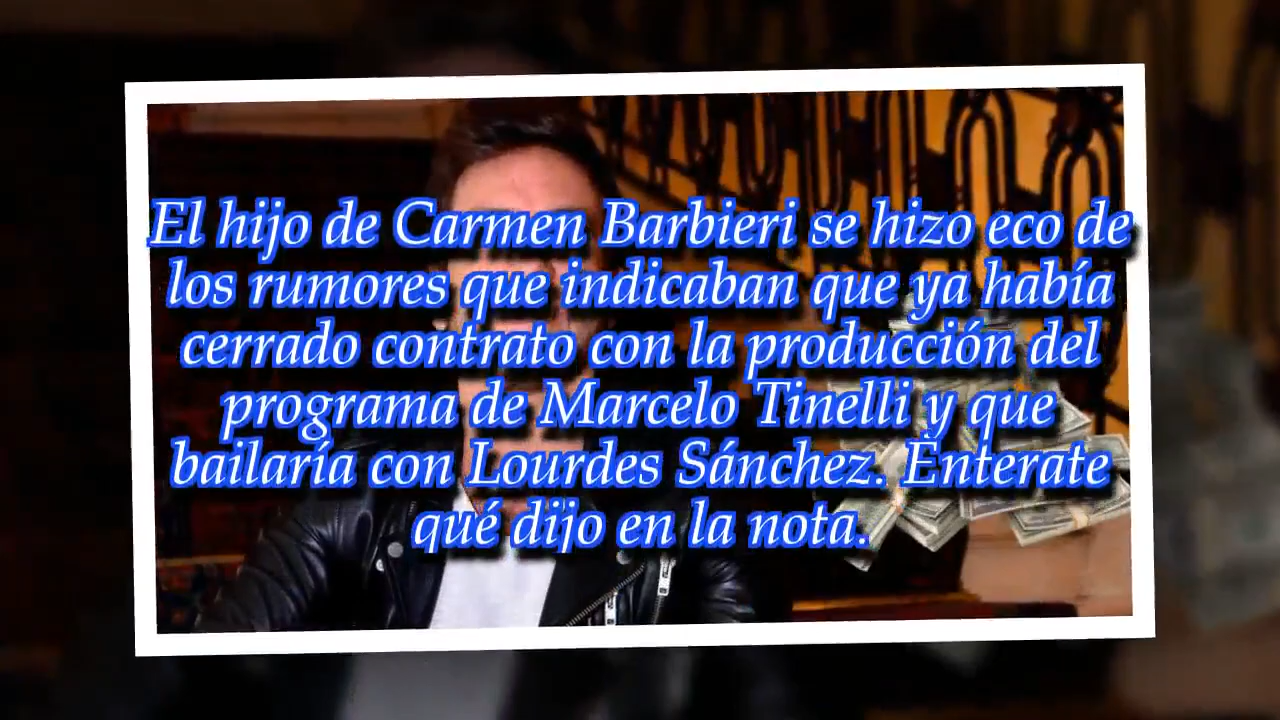 El hijo de Carmen Barbieri se hizo eco de
los rumores que indicaban que ya había
cerrado contrato con la producción del
programa de Marcelo Tinelli y que
bailaría con Lourdes Sánchez. Enterate
qué dijo en la nota.